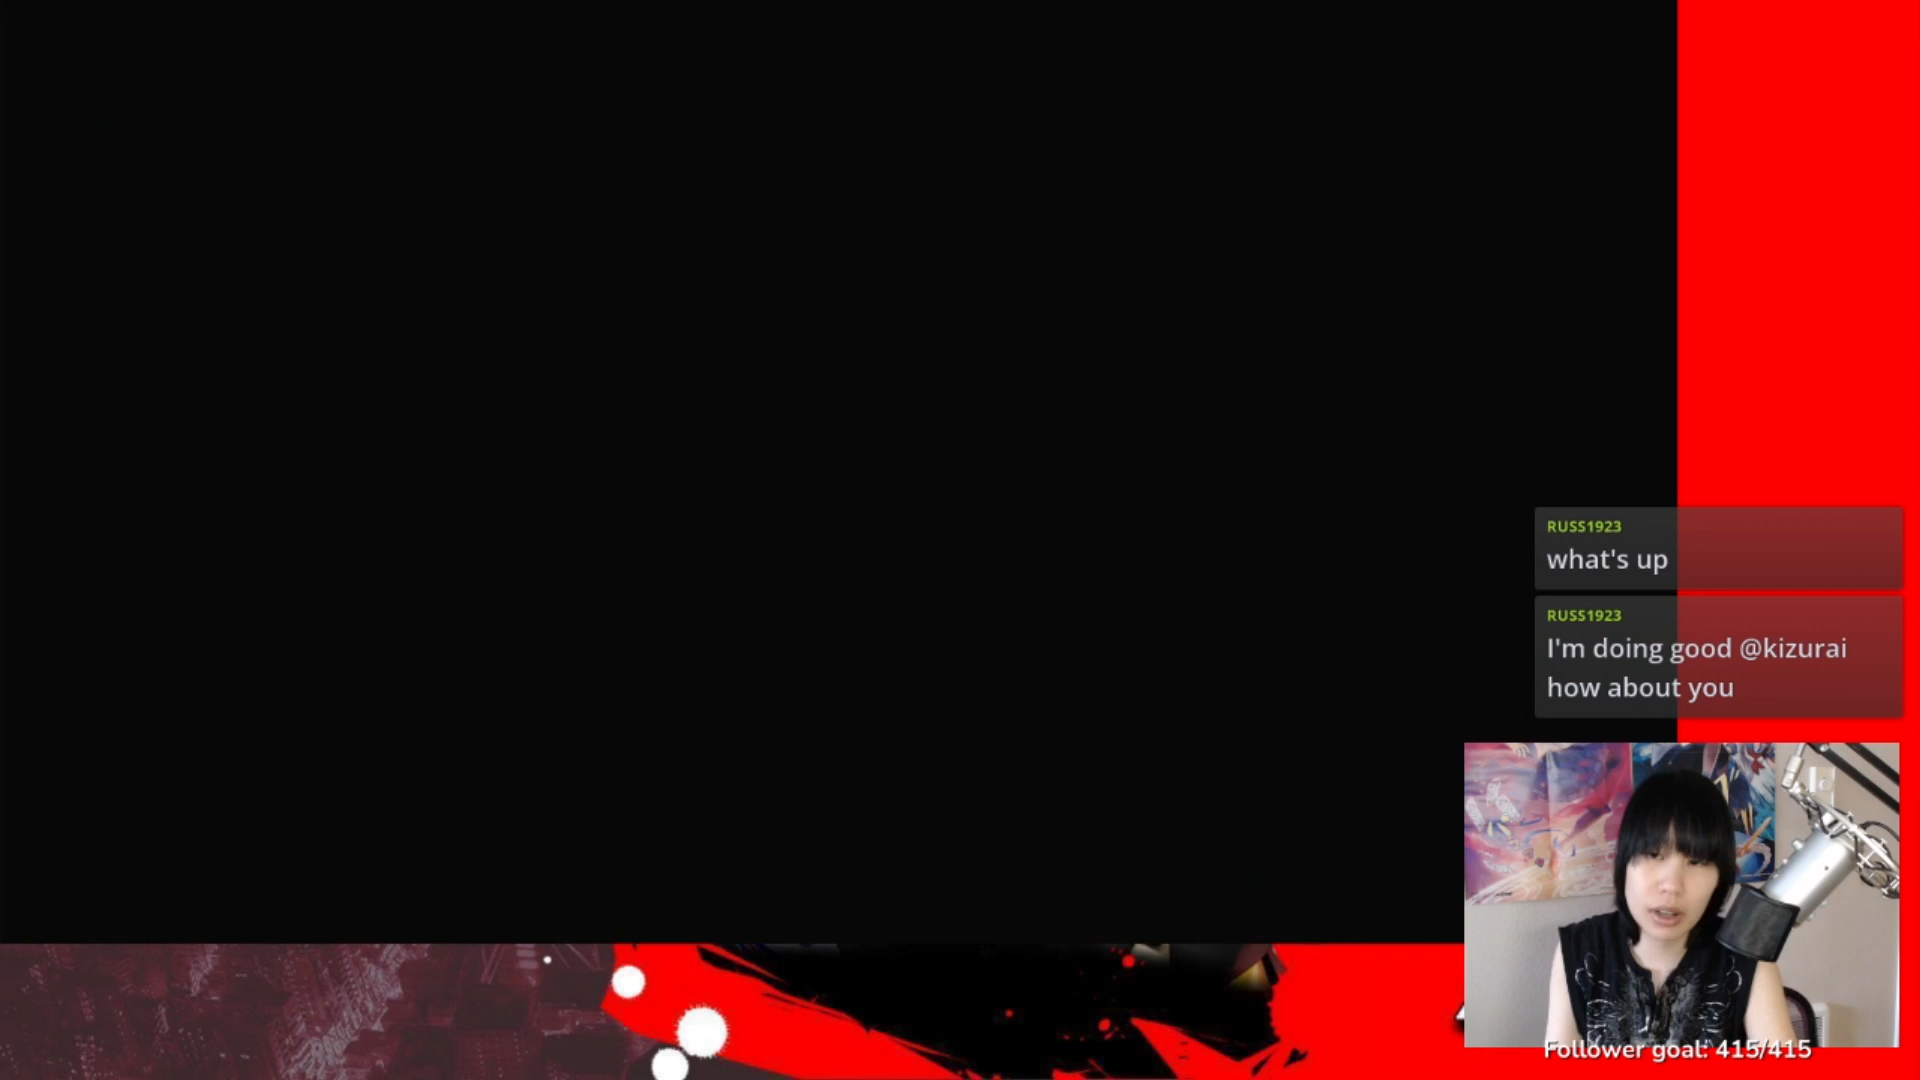 RUSS1923
what's up
RUSS1923
I'm doing good @kizurai
how about you
Follower goal: 415/415